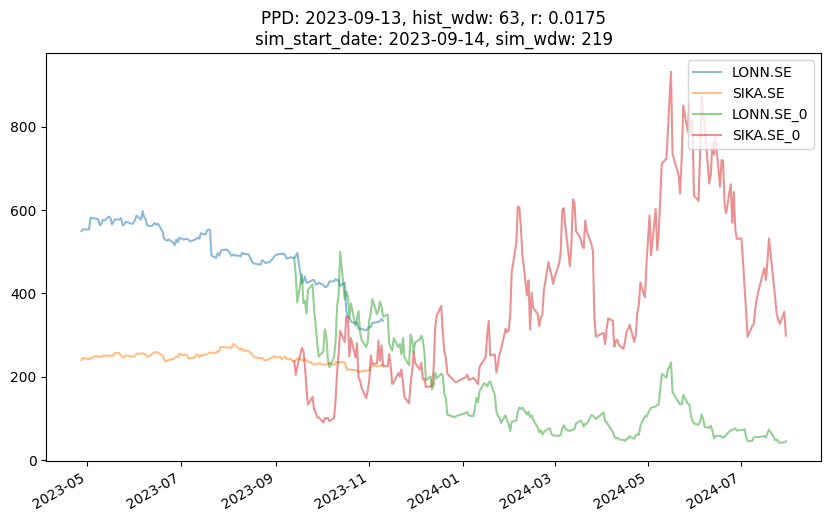 PPD: 2023-09-13, hist_wdw: 63, r: 0.0175
sim_start_date: 2023-09-14, sim_wdw: 219
LONN.SE
SIKA.SE
LONN.SE_0
SIKA.SE_0
800
600
400
200
0
2023-05
2023-07
2023-09
2023-11
2024-01
2024-03
2024-05
2024-07